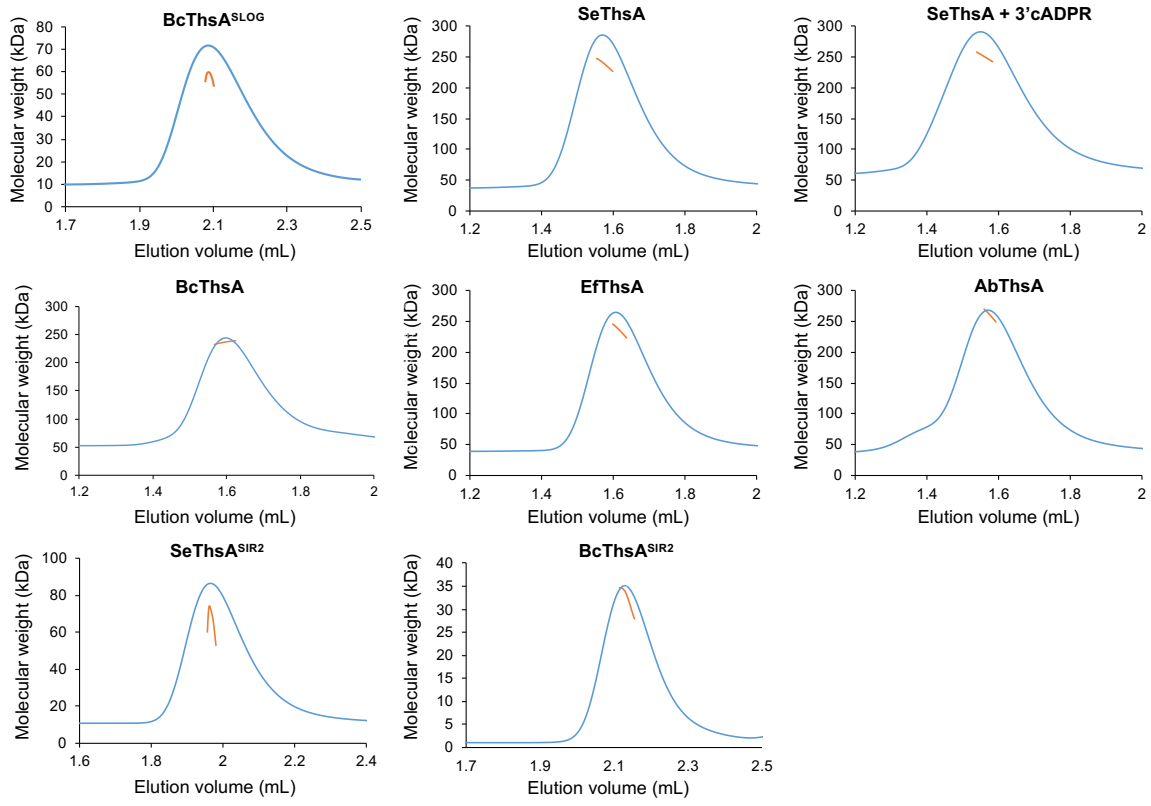 BcThsA^SLOG
Molecular weight (kDa)
80
70
60
50
40
30
20
10
0
1.7 1.9 2.1 2.3 2.5
Elution volume (mL)
SeThsA
Molecular weight (kDa)
350
300
250
200
150
100
50
0
1.2 1.4 1.6 1.8 2
Elution volume (mL)
SeThsA + 3’cADPR
Molecular weight (kDa)
350
300
250
200
150
100
50
0
1.2 1.4 1.6 1.8 2
Elution volume (mL)
BcThsA
Molecular weight (kDa)
300
250
200
150
100
50
0
1.2 1.4 1.6 1.8 2
Elution volume (mL)
EfThsA
Molecular weight (kDa)
300
250
200
150
100
50
0
1.2 1.4 1.6 1.8 2
Elution volume (mL)
AbThsA
Molecular weight (kDa)
300
250
200
150
100
50
0
1.2 1.4 1.6 1.8 2
Elution volume (mL)
SeThsA^SIR2
Molecular weight (kDa)
100
80
60
40
20
0
1.6 1.8 2 2.2 2.4
Elution volume (mL)
BcThsA^SIR2
Molecular weight (kDa)
40
35
30
25
20
15
10
5
0
1.7 1.9 2.1 2.3 2.5
Elution volume (mL)